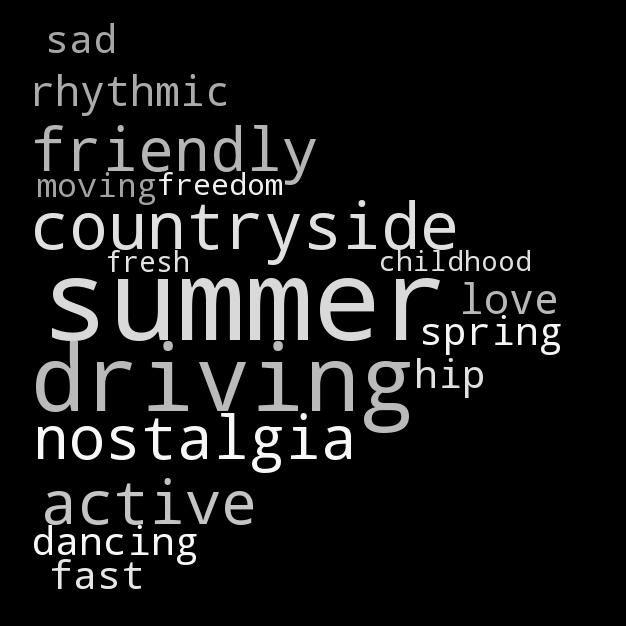 sad
rhythmic
friendly
moving freedom
countryside
fresh childhood
summer love
spring
driving hip
nostalgia
active
dancing
fast